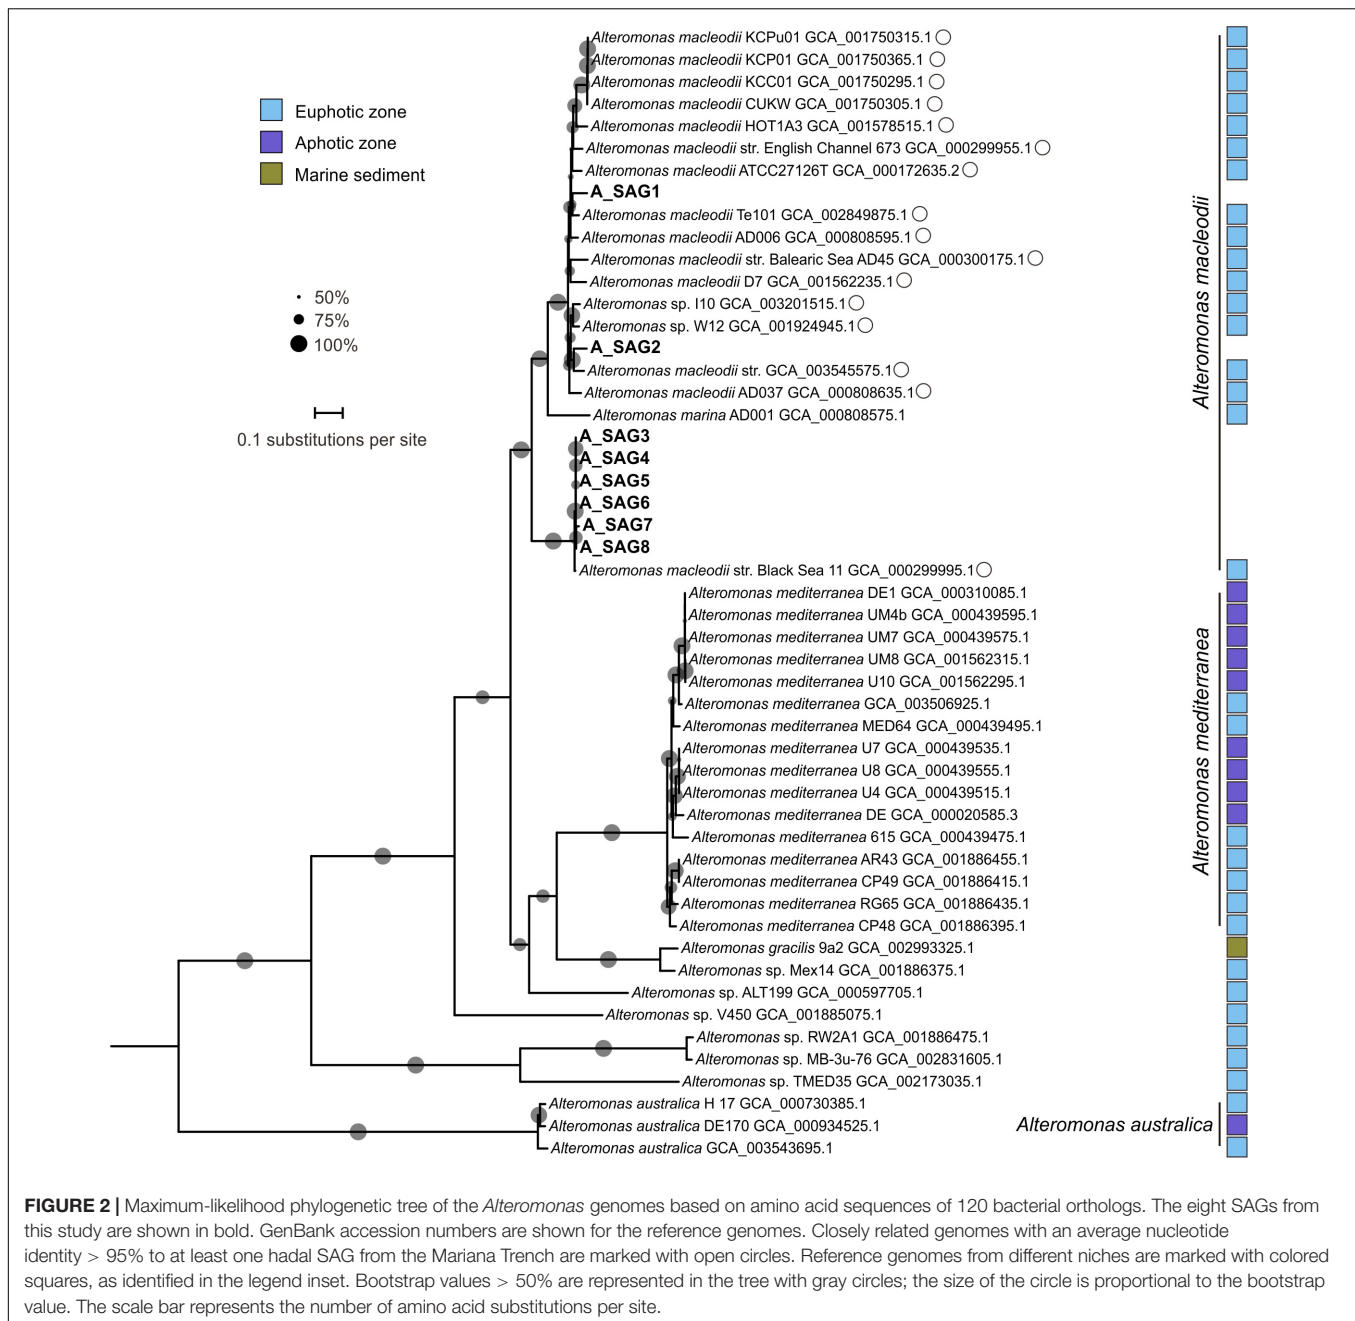 Euphotic zone
Aphotic zone
Marine sediment
50%
75%
100%
0.1 substitutions per site
Alteromonas macleodii KCPu01 GCA_001750315.1
Alteromonas macleodii KCP01 GCA_001750365.1
Alteromonas macleodii KCC01 GCA_001750295.1
Alteromonas macleodii CUKW GCA_001750305.1
Alteromonas macleodii HOT1A3 GCA_001578515.1
Alteromonas macleodii str. English Channel 673 GCA_000299955.1
Alteromonas macleodii ATCC27126T GCA_000172635.2
A_SAG1
Alteromonas macleodii Te101 GCA_002849875.1
Alteromonas macleodii AD006 GCA_000808595.1
Alteromonas macleodii str. Balearic Sea AD45 GCA_000300175.1
Alteromonas macleodii D7 GCA_001562235.1
Alteromonas sp. I10 GCA_003201515.1
Alteromonas sp. W12 GCA_001924945.1
A_SAG2
Alteromonas macleodii str. GCA_003545575.1
Alteromonas macleodii AD037 GCA_000808635.1
Alteromonas marina AD001 GCA_000808575.1
A_SAG3
A_SAG4
A_SAG5
A_SAG6
A_SAG7
A_SAG8
Alteromonas macleodii str. Black Sea 11 GCA_000299995.1
Alteromonas mediterranea DE1 GCA_000310085.1
Alteromonas mediterranea UM4b GCA_000439595.1
Alteromonas mediterranea UM7 GCA_000439575.1
Alteromonas mediterranea UM8 GCA_001562315.1
Alteromonas mediterranea U10 GCA_001562295.1
Alteromonas mediterranea GCA_003506925.1
Alteromonas mediterranea MED64 GCA_000439495.1
Alteromonas mediterranea U7 GCA_000439535.1
Alteromonas mediterranea U8 GCA_000439555.1
Alteromonas mediterranea U4 GCA_000439515.1
Alteromonas mediterranea DE GCA_000020585.3
Alteromonas mediterranea 615 GCA_000439475.1
Alteromonas mediterranea AR43 GCA_001886455.1
Alteromonas mediterranea CP49 GCA_001886415.1
Alteromonas mediterranea RG65 GCA_001886435.1
Alteromonas mediterranea CP48 GCA_001886395.1
Alteromonas gracilis 9a2 GCA_002993325.1
Alteromonas sp. Mex14 GCA_001886375.1
Alteromonas sp. ALT199 GCA_000597705.1
Alteromonas sp. V450 GCA_001885075.1
Alteromonas sp. RW2A1 GCA_001886475.1
Alteromonas sp. MB-3u-76 GCA_002831605.1
Alteromonas sp. TMED35 GCA_002173035.1
Alteromonas australica H 17 GCA_000730385.1
Alteromonas australica DE170 GCA_000934525.1
Alteromonas australica GCA_003543695.1
Alteromonas macleodii
Alteromonas mediterranea
Alteromonas australica
FIGURE 2 | Maximum-likelihood phylogenetic tree of the Alteromonas genomes based on amino acid sequences of 120 bacterial orthologs. The eight SAGs from
this study are shown in bold. GenBank accession numbers are shown for the reference genomes. Closely related genomes with an average nucleotide
identity > 95% to at least one hadal SAG from the Mariana Trench are marked with open circles. Reference genomes from different niches are marked with colored
squares, as identified in the legend inset. Bootstrap values > 50% are represented in the tree with gray circles; the size of the circle is proportional to the bootstrap
value. The scale bar represents the number of amino acid substitutions per site.